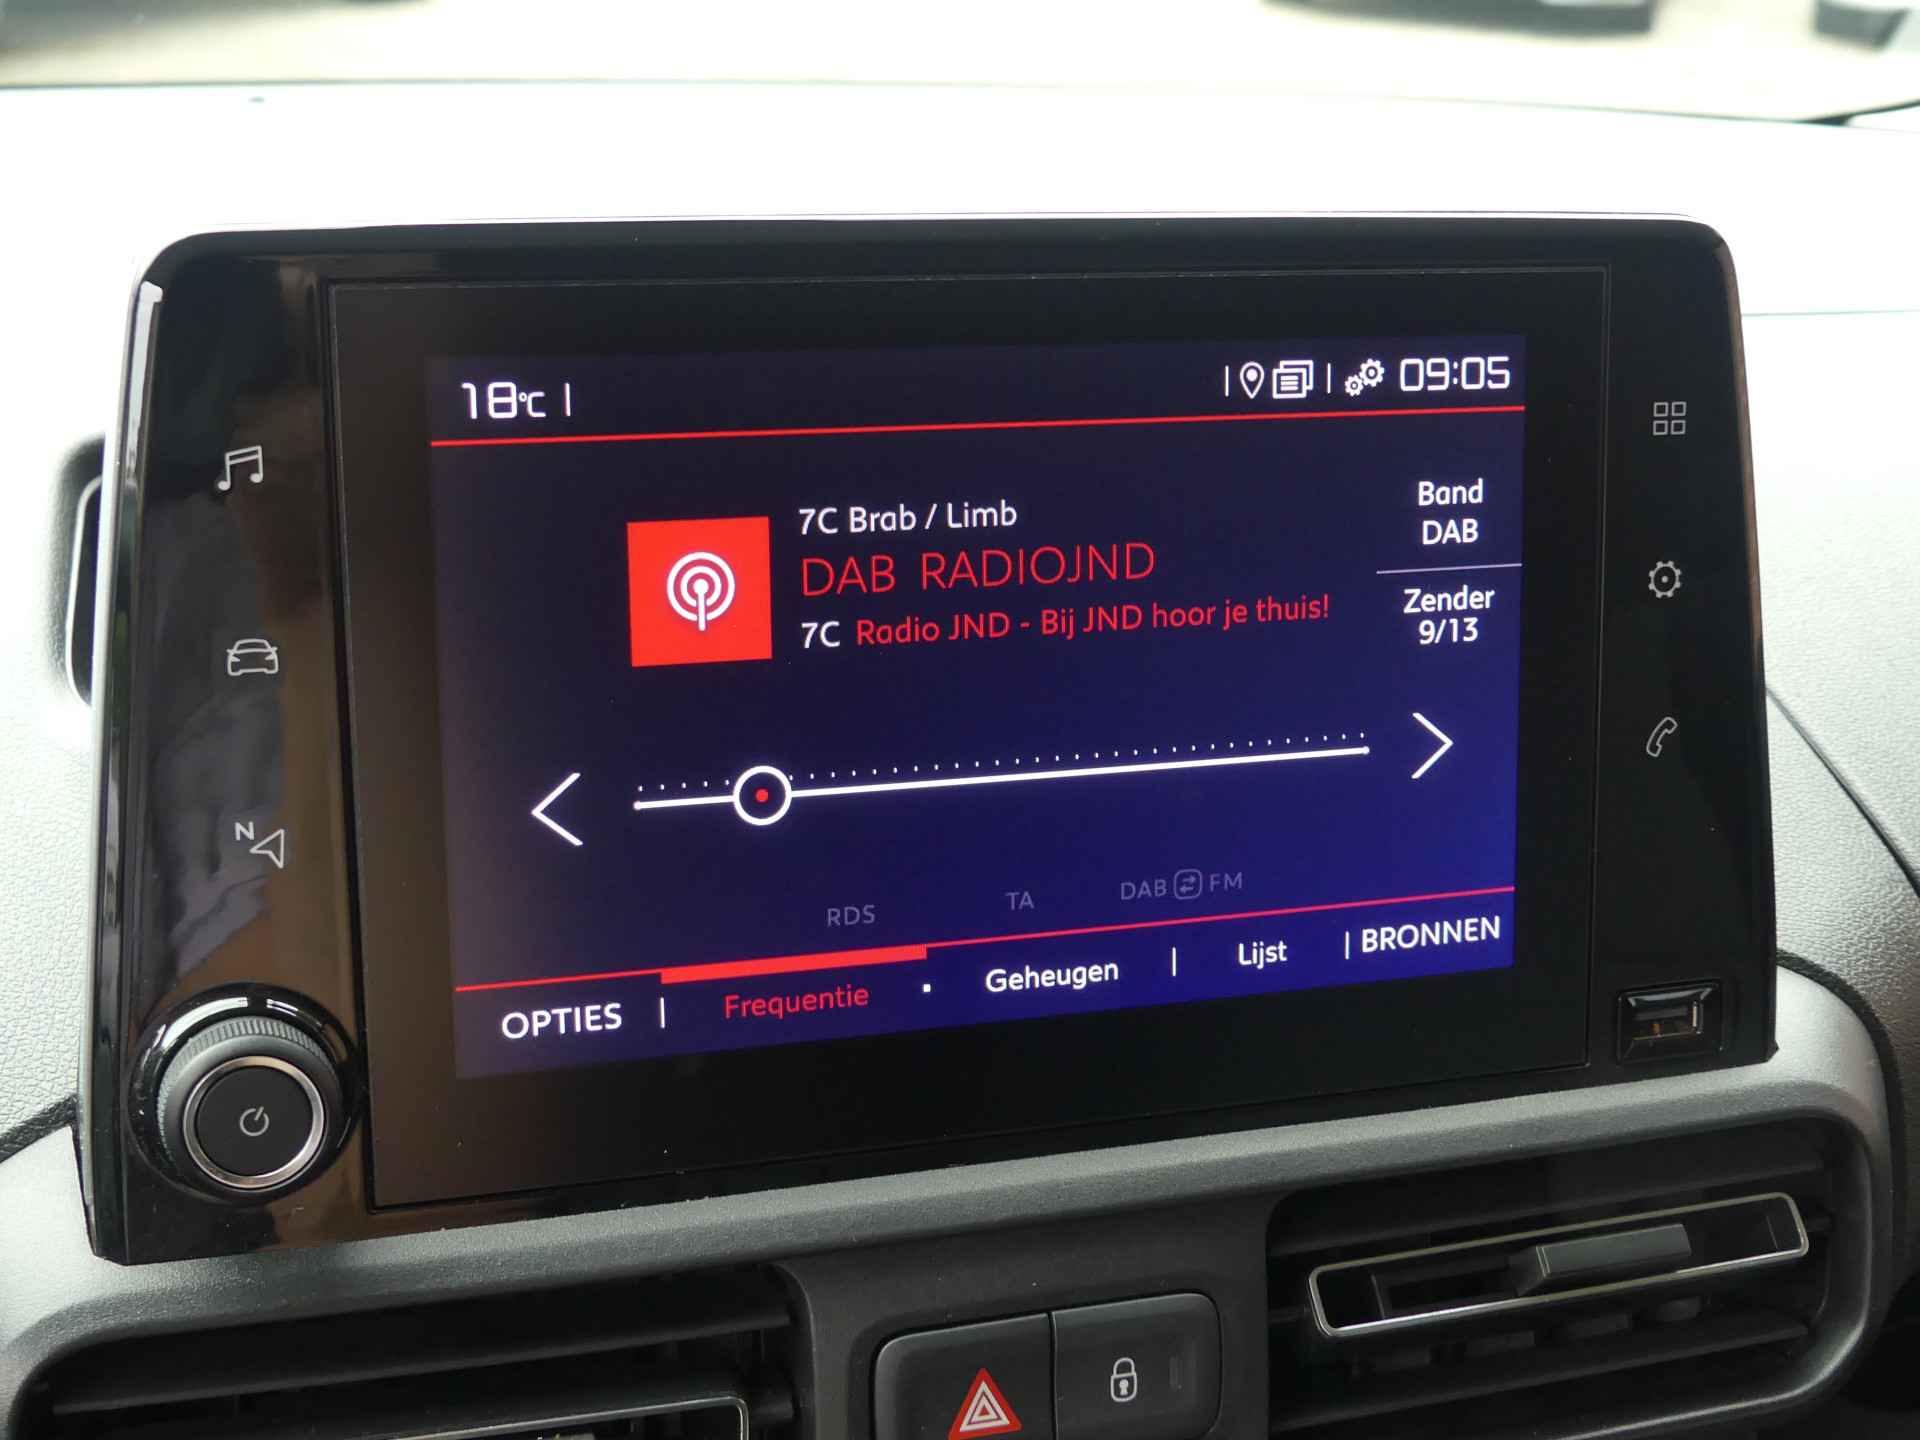 18°C |
| | 09:05
7C Brab / Limb
DAB RADIOJND
7C Radio JND - Bij JND hoor je thuis!
Band
DAB
Zender
9/13
N
RDS
TA
DAB FM
OPTIES | Frequentie · Geheugen | Lijst | BRONNEN